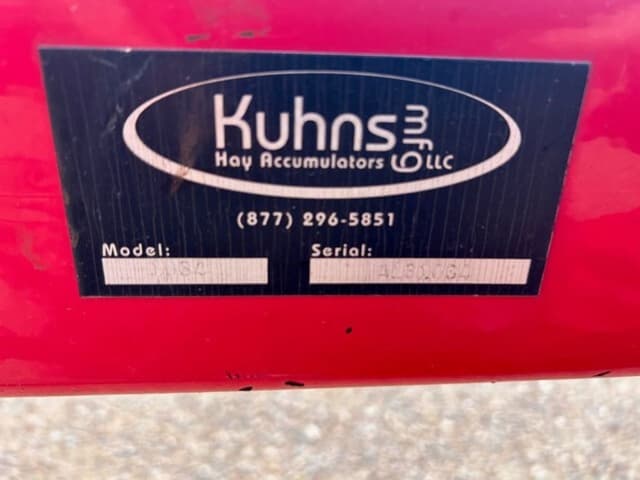 Kuhns mfg
Hay Accumulators LLC
(877) 296-5851
Model:
Serial: